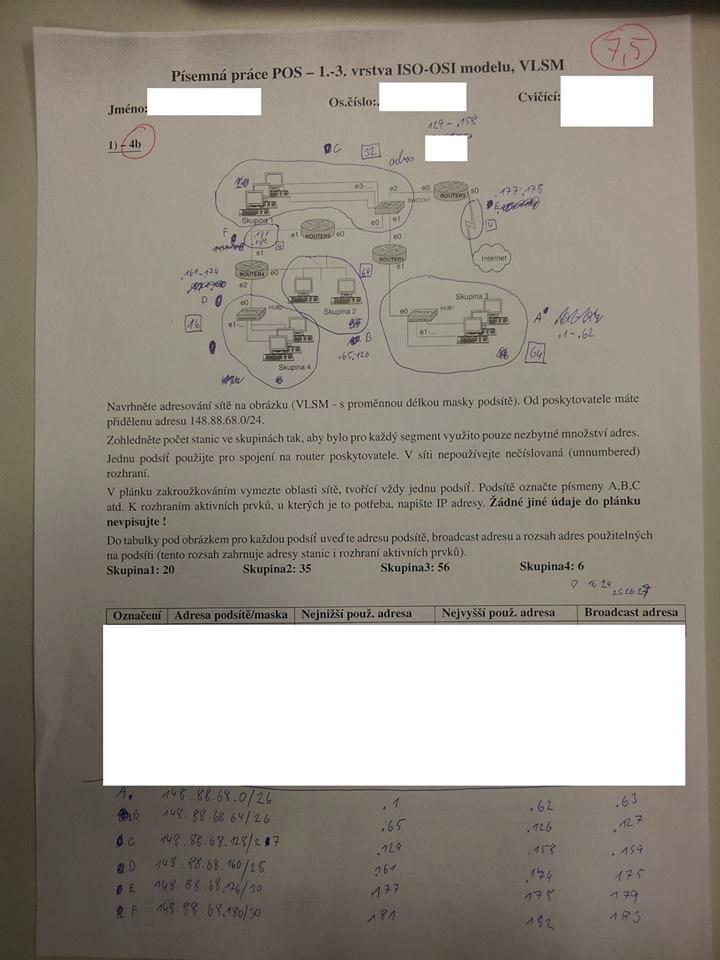 7,5
Písemná práce POS – 1.-3. vrstva ISO-OSI modelu, VLSM
Jméno: Os.číslo:. Cvičící:
129 - .158
1) – 4b
C 32
e3-... e2 e0 s0
.177-.178
SWITCH1 ROUTER3
Skupina 1 e0 e1
E
F 181 182 4
e1 ROUTER2 e0 e0
4
Internet
e1 ROUTER1
.161-.174 ROUTER4 e0 64 e1
e2
D Skupina 3
e0 Skupina 2 e0 HUB1
16 HUB2
e1-... e1-... A
.1-.62
B
.65,126
Skupina 4
64
Navrhněte adresování sítě na obrázku (VLSM - s proměnnou délkou masky podsítě). Od poskytovatele máte
přidělenu adresu 148.88.68.0/24.
Zohledněte počet stanic ve skupinách tak, aby bylo pro každý segment využito pouze nezbytné množství adres.
Jednu podsíť použijte pro spojení na router poskytovatele. V síti nepoužívejte nečíslovaná (unnumbered)
rozhraní.
V plánku zakroužkováním vymezte oblasti sítě, tvořící vždy jednu podsíť. Podsítě označte písmeny A,B,C
atd. K rozhraním aktivních prvků, u kterých je to potřeba, napište IP adresy. Žádné jiné údaje do plánku
nevpisujte !
Do tabulky pod obrázkem pro každou podsíť uveďte adresu podsítě, broadcast adresu a rozsah adres použitelných
na podsíti (tento rozsah zahrnuje adresy stanic i rozhraní aktivních prvků).
Skupina1: 20 Skupina2: 35 Skupina3: 56 Skupina4: 6
16 24
25 26 27
Označení Adresa podsítě/maska Nejnižší použ. adresa Nejvyšší použ. adresa Broadcast adresa
A. 148.88.68.0/26 .1 .62 .63
B 148.88.68.64/26 .65 .126 .127
C 148.88.68.128/27 .129 .158 .159
D 148.88.68.160/28 .161 .174 175
E 148.88.68.176/30 177 178 179
F 148.88.68.180/30 181 182 183